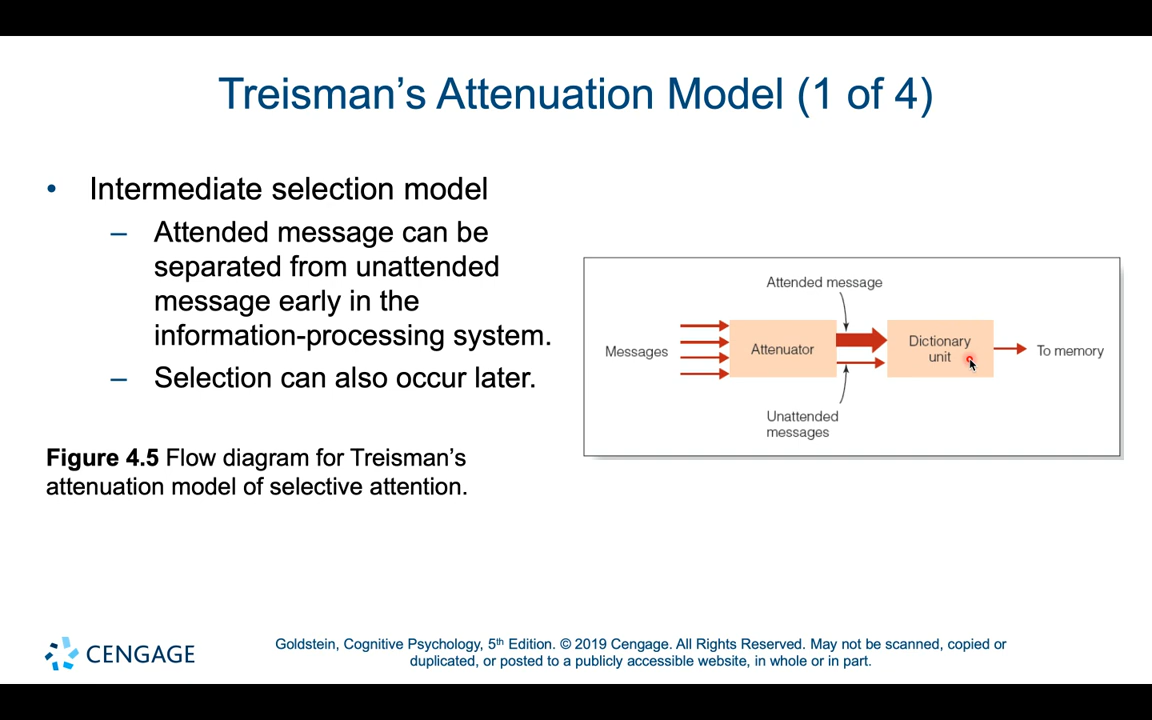 Treisman’s Attenuation Model (1 of 4)
• Intermediate selection model
– Attended message can be
separated from unattended
message early in the
information-processing system.
– Selection can also occur later.
Figure 4.5 Flow diagram for Treisman’s
attenuation model of selective attention.
Attended message
Messages
Attenuator
Dictionary
unit
To memory
Unattended
messages
CENGAGE
Goldstein, Cognitive Psychology, 5th Edition. © 2019 Cengage. All Rights Reserved. May not be scanned, copied or
duplicated, or posted to a publicly accessible website, in whole or in part.